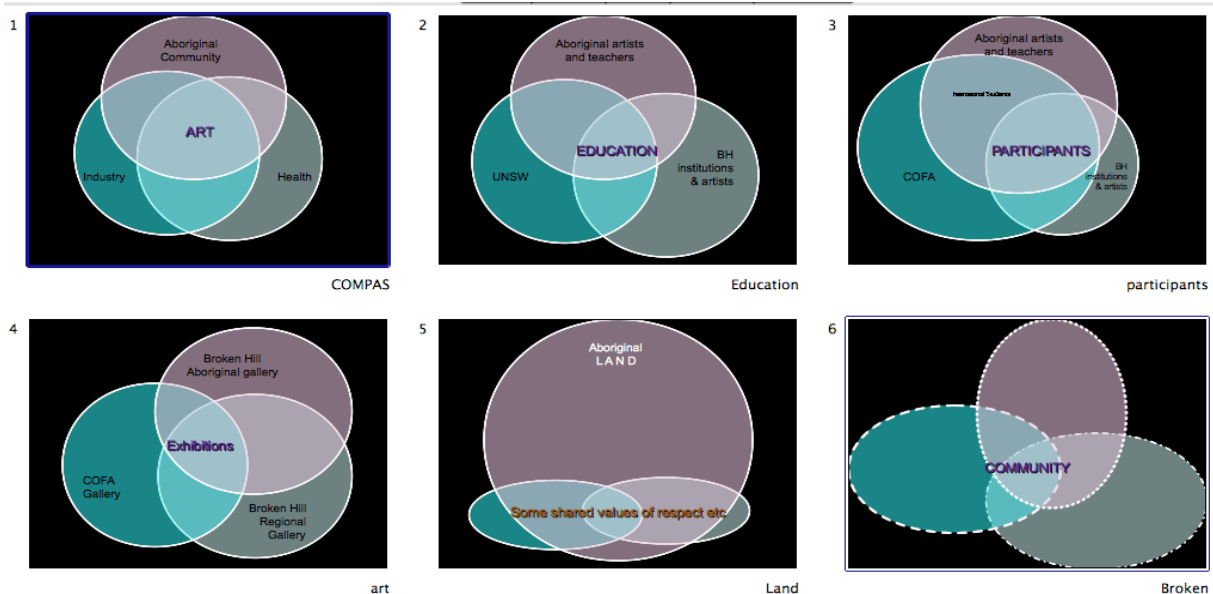 1
Aboriginal
Community
ART
Industry
Health
COMPAS
2
Aboriginal artists
and teachers
EDUCATION
UNSW
BH
institutions
& artists
Education
3
Aboriginal artists
and teachers
PARTICIPANTS
COFA
BH
institutions
& artists
participants
4
Broken Hill
Aboriginal gallery
Exhibitions
COFA
Gallery
Broken Hill
Regional
Gallery
art
5
Aboriginal
L A N D
Some shared values of respect etc
Land
6
COMMUNITY
Broken